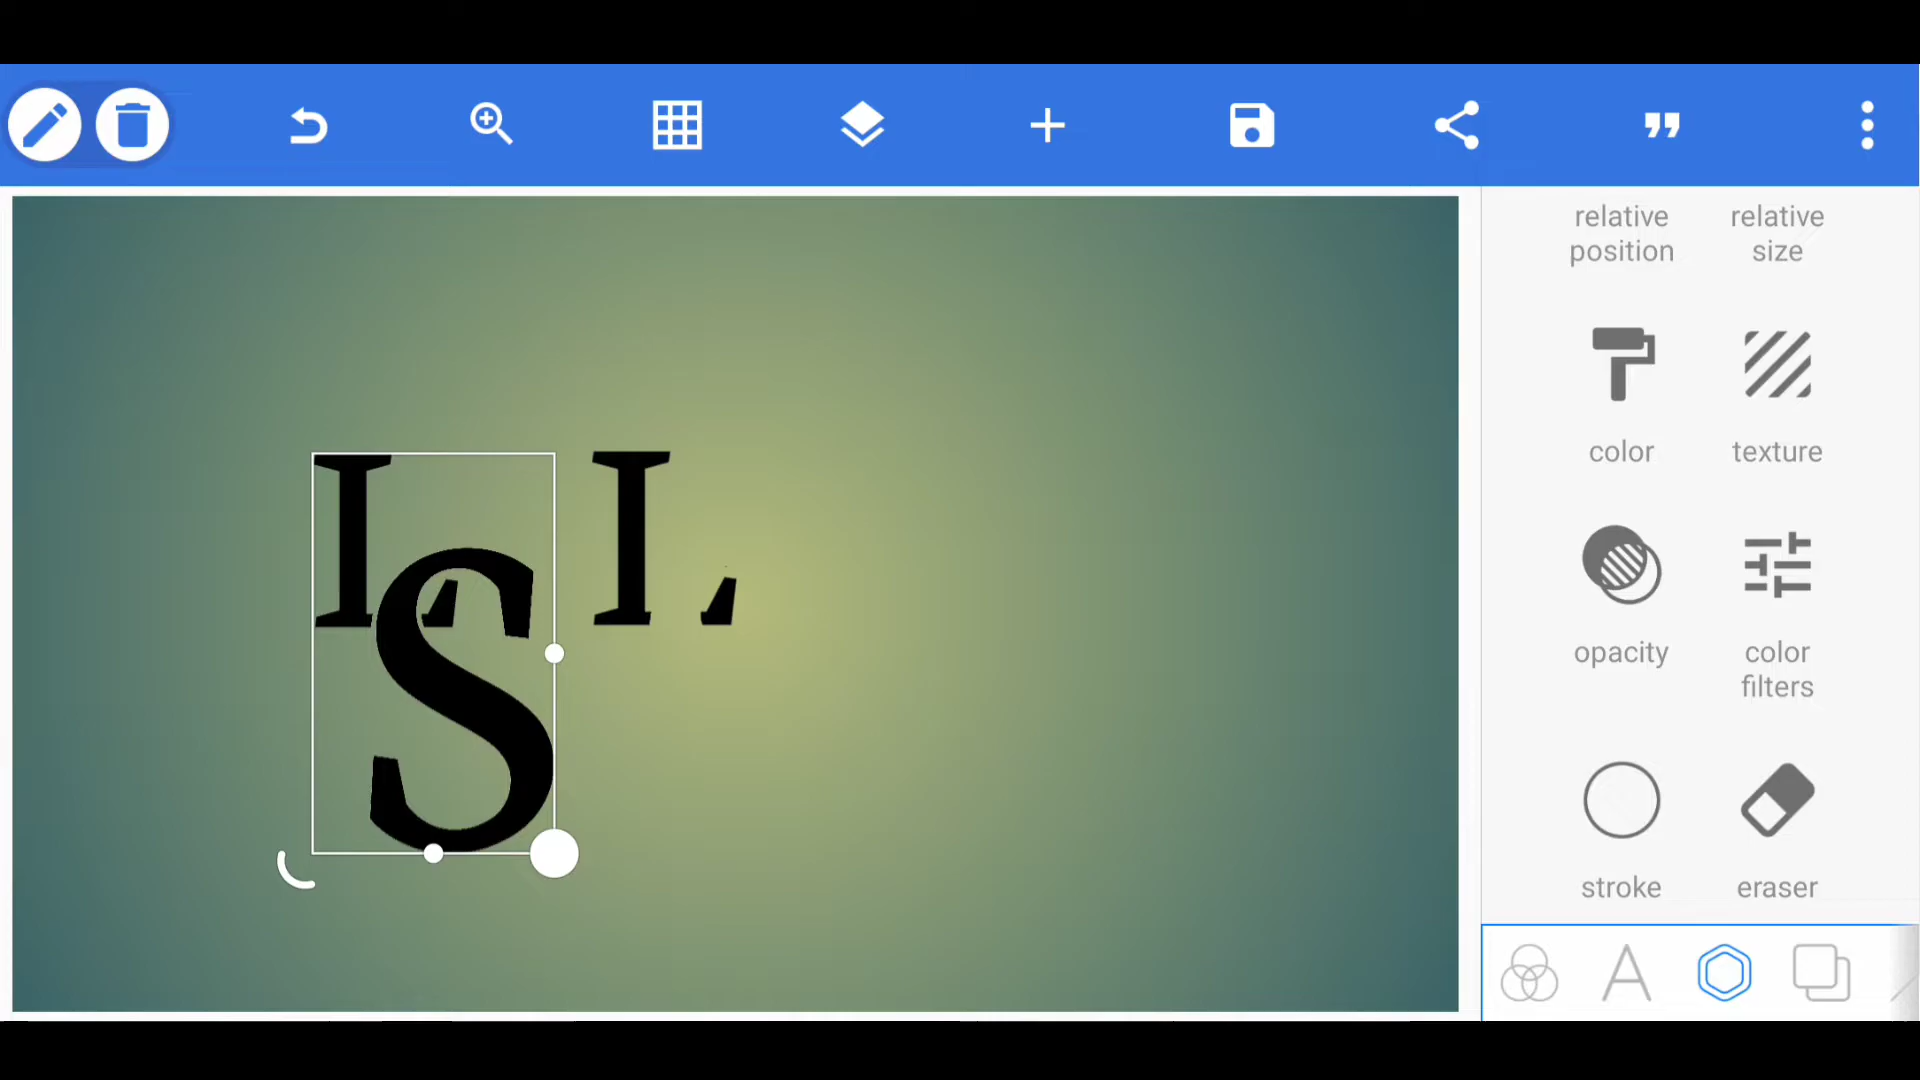 relative relative
position size
L L
S
color texture
opacity color
filters
stroke eraser
A